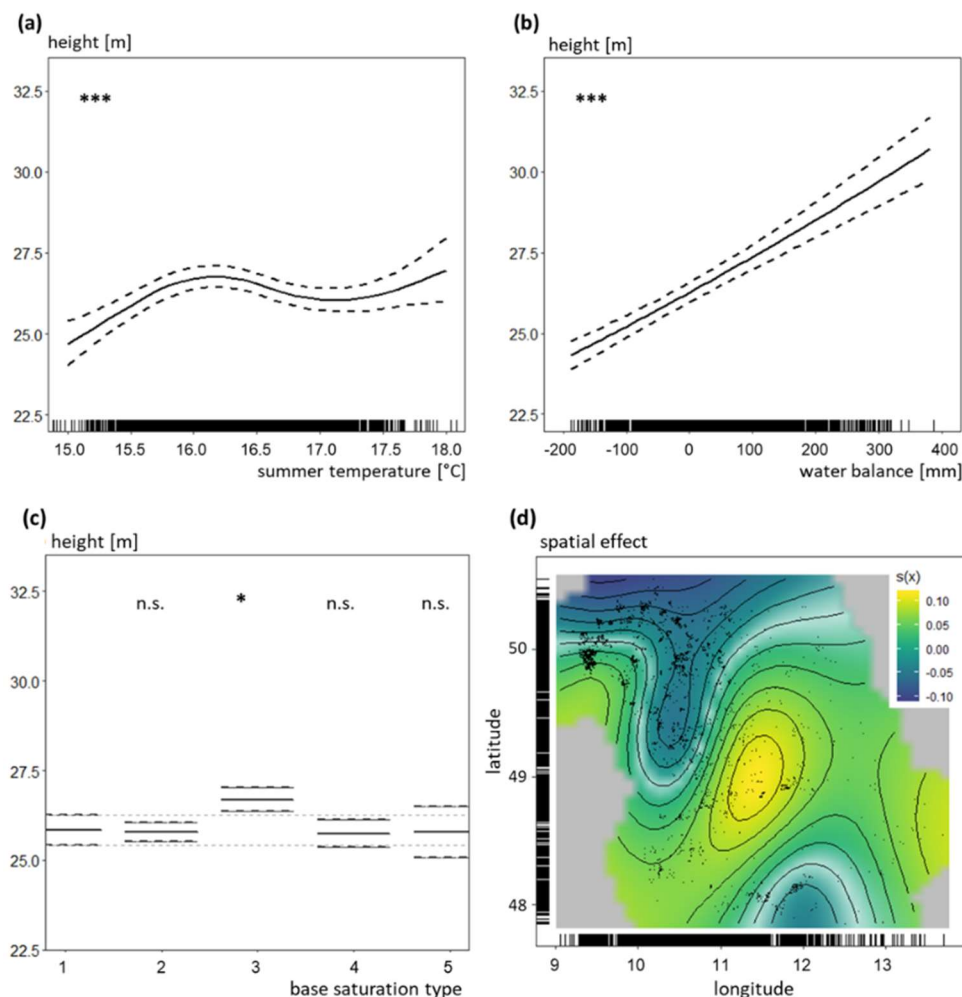 (a)
height [m]
32.5
***
30.0
27.5
25.0
22.5
15.0 15.5 16.0 16.5 17.0 17.5 18.0
summer temperature [°C]
(b)
height [m]
32.5
***
30.0
27.5
25.0
22.5
-200 -100 0 100 200 300 400
water balance [mm]
(c)
height [m]
32.5
n.s. * n.s. n.s.
30.0
27.5
25.0
22.5
1 2 3 4 5
base saturation type
(d)
spatial effect
s(x)
0.10
0.05
0.00
-0.05
-0.10
latitude
50
49
48
9 10 11 12 13
longitude